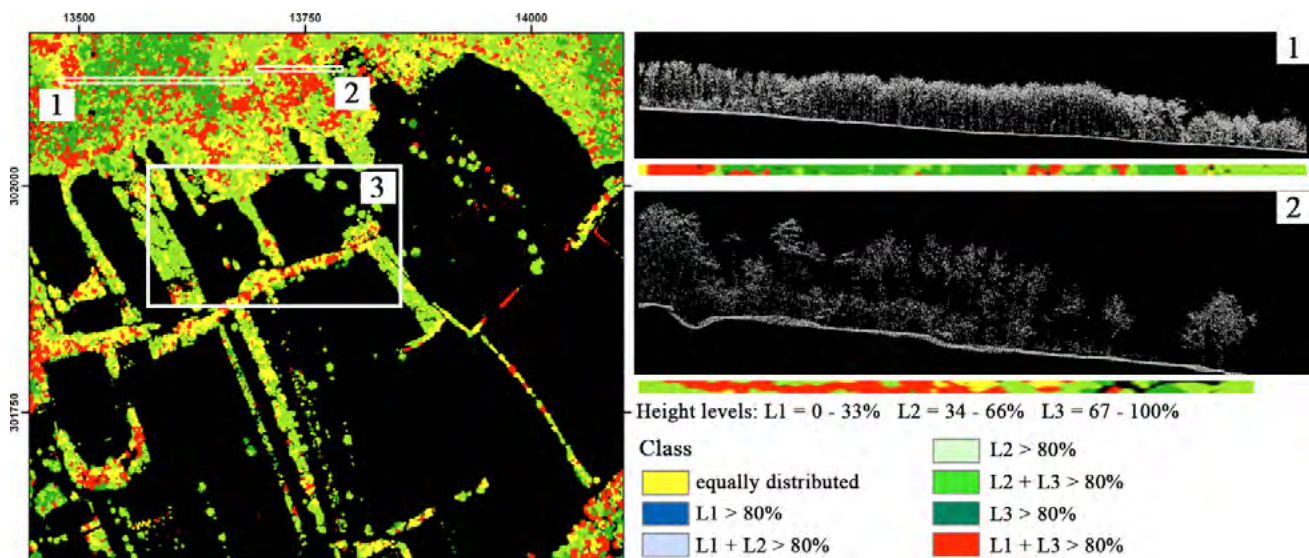 13500 13750 14000
302000
301750
1
2
3
1
2
Height levels: L1 = 0 - 33% L2 = 34 - 66% L3 = 67 - 100%
Class
equally distributed
L1 > 80%
L1 + L2 > 80%
L2 > 80%
L2 + L3 > 80%
L3 > 80%
L1 + L3 > 80%